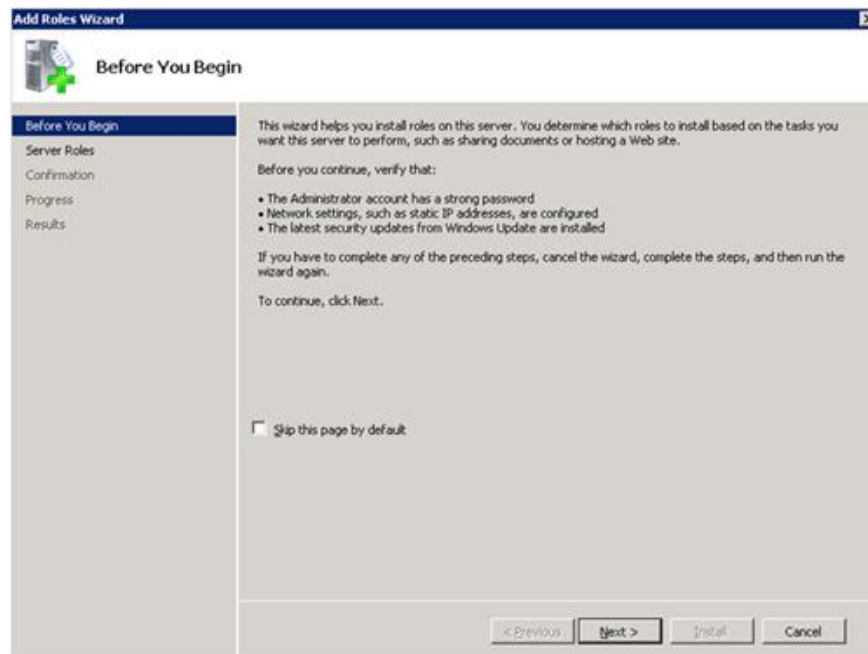 Add Roles Wizard
Before You Begin
Before You Begin
Server Roles
Confirmation
Progress
Results
This wizard helps you install roles on this server. You determine which roles to install based on the tasks you
want this server to perform, such as sharing documents or hosting a Web site.
Before you continue, verify that:
• The Administrator account has a strong password
• Network settings, such as static IP addresses, are configured
• The latest security updates from Windows Update are installed
If you have to complete any of the preceding steps, cancel the wizard, complete the steps, and then run the
wizard again.
To continue, click Next.
Skip this page by default
< Previous Next > Install Cancel